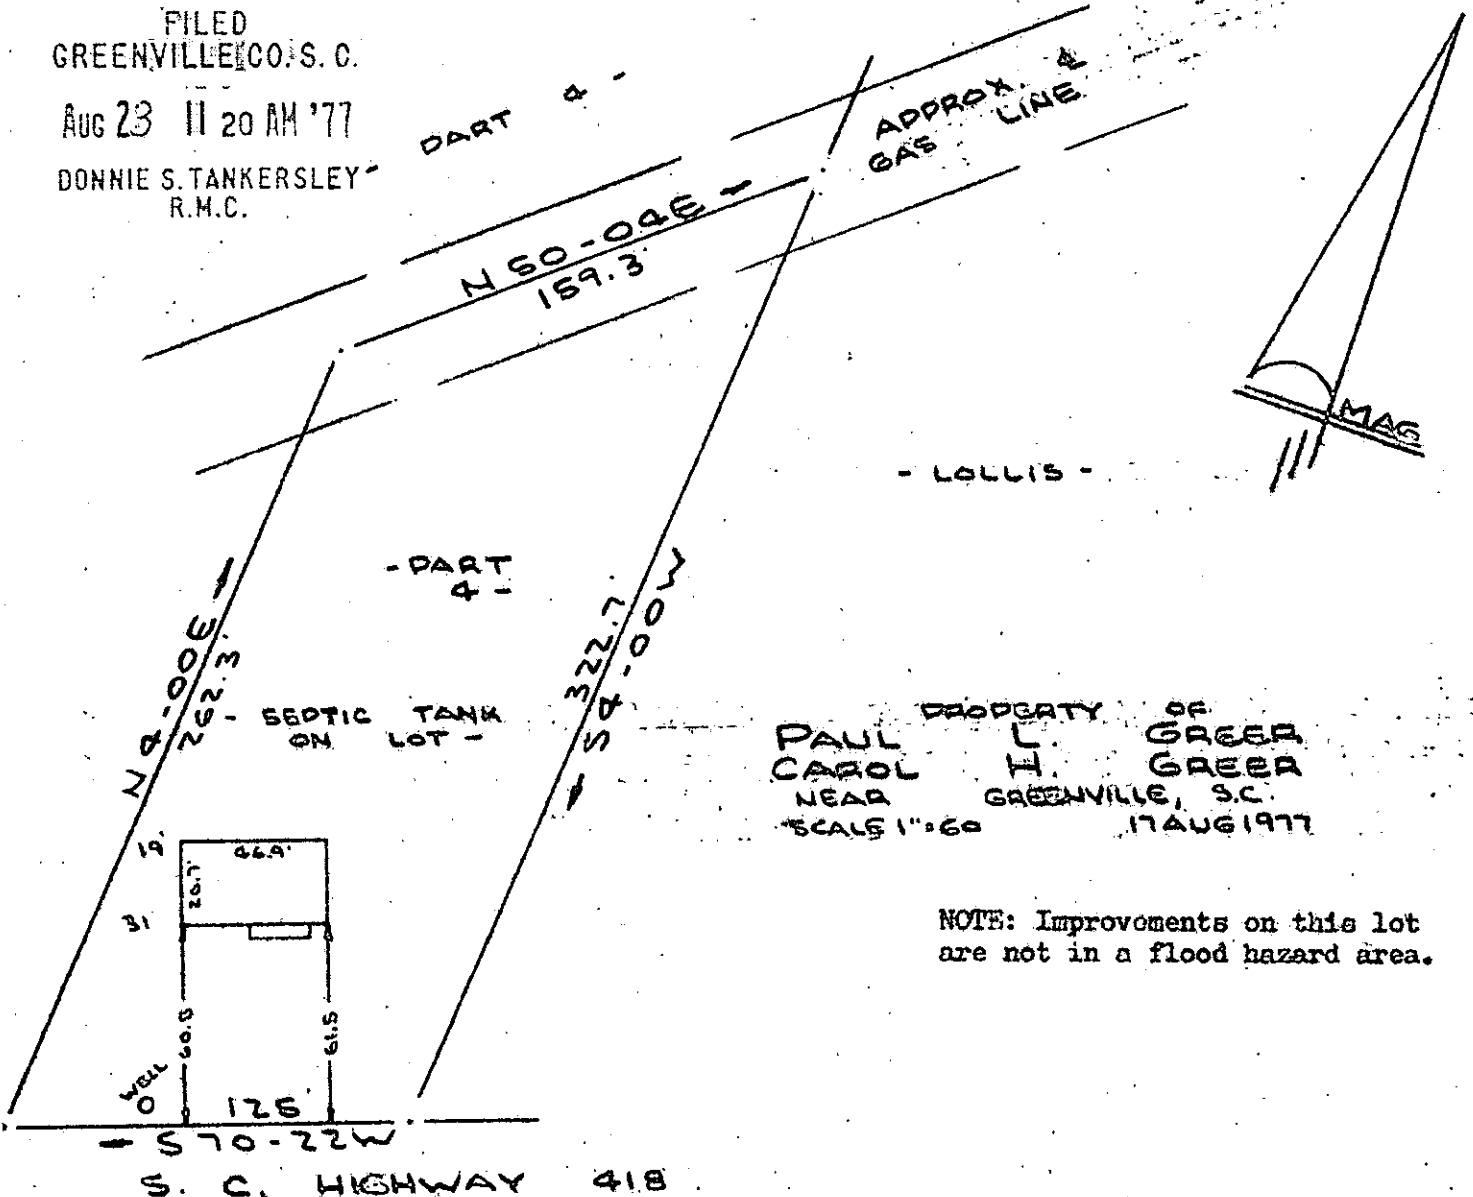 FILED
GREENVILLE CO. S. C.
AUG 23 11 20 AM '77
DONNIE S. TANKERSLEY
R.M.C.
PART 4 -
APPROX. ℄
GAS LINE
N 50-04E
159.3'
MAG
- LOLLIS -
- PART
4 -
N 4-00E
262.3'
322.7'
S 4-00W
- SEPTIC TANK
ON LOT -
PROPERTY OF
PAUL L. GREER
CAROL H. GREER
NEAR GREENVILLE, S.C.
SCALE 1"=60 17 AUG 1977
19'
46.9'
20.7'
31
NOTE: Improvements on this lot
are not in a flood hazard area.
61.5
WELL
125'
S 70-22W
S. C. HIGHWAY 418